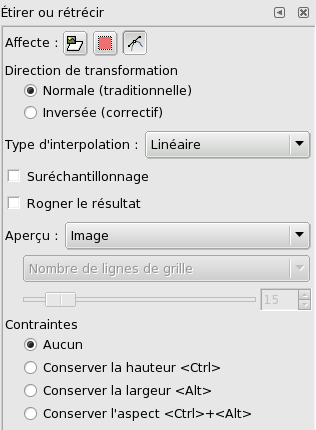 Étirer ou rétrécir
Affecte :
Direction de transformation
Normale (traditionnelle)
Inversée (correctif)
Type d'interpolation : Linéaire
Suréchantillonnage
Rogner le résultat
Aperçu : Image
Nombre de lignes de grille
15
Contraintes
Aucun
Conserver la hauteur <Ctrl>
Conserver la largeur <Alt>
Conserver l'aspect <Ctrl>+<Alt>